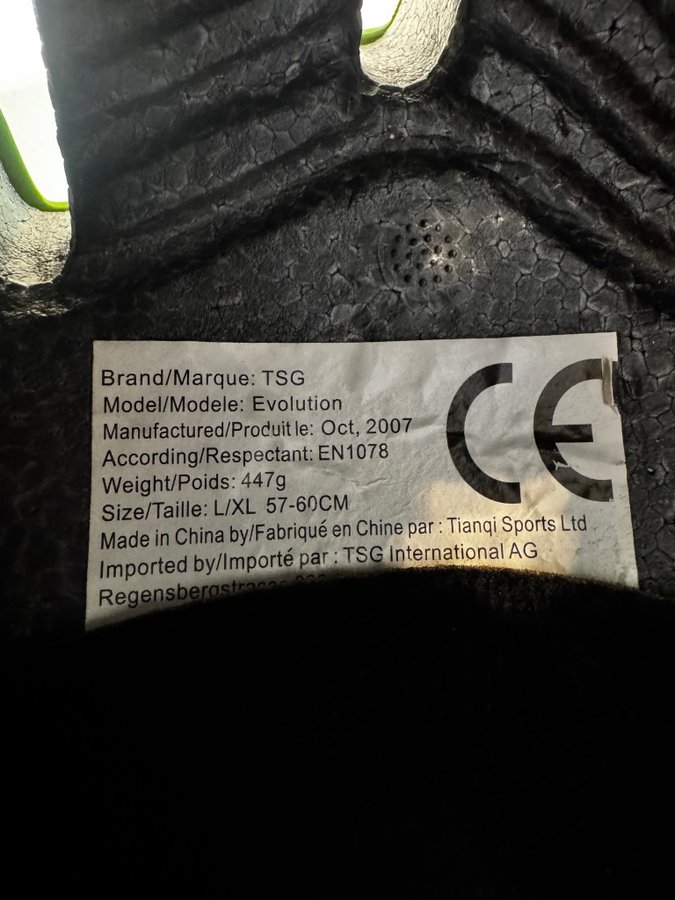 Brand/Marque: TSG
Model/Modele: Evolution
Manufactured/Produit le: Oct, 2007
According/Respectant: EN1078
Weight/Poids: 447g
Size/Taille: L/XL 57-60CM
Made in China by/Fabriqué en Chine par : Tianqi Sports Ltd
Imported by/Importé par : TSG International AG
Regensbergstrasse
CE